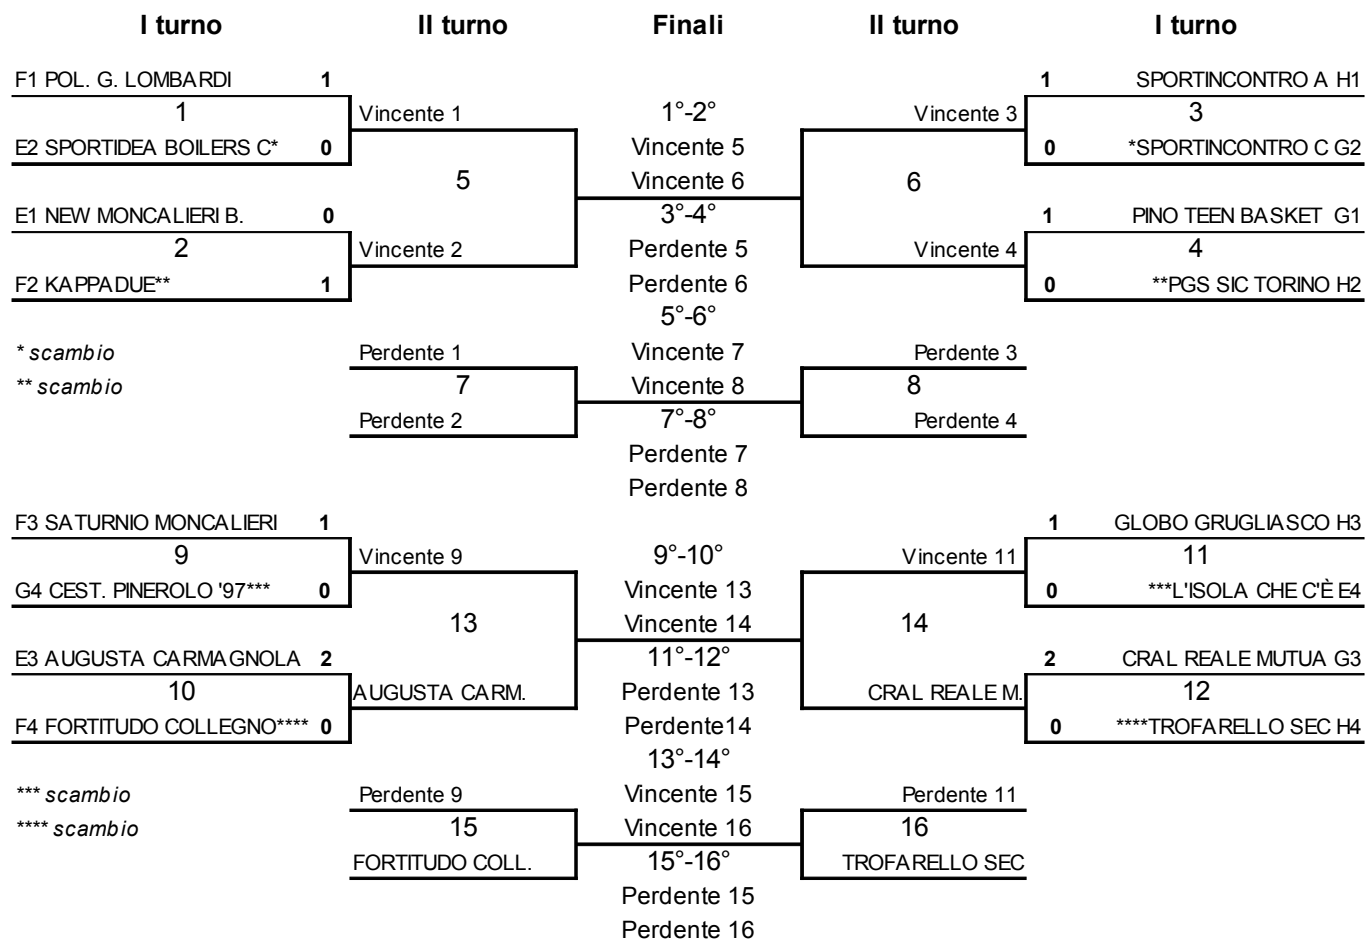 I turno II turno Finali II turno I turno
F1 POL. G. LOMBARDI 1 1 SPORTINCONTRO A H1
1 Vincente 1 1°-2° Vincente 3 3
E2 SPORTIDEA BOILERS C* 0 Vincente 5 0 *SPORTINCONTRO C G2
5 Vincente 6 6
E1 NEW MONCALIERI B. 0 3°-4° 1 PINO TEEN BASKET G1
2 Vincente 2 Perdente 5 Vincente 4 4
F2 KAPPADUE** 1 Perdente 6 0 **PGS SIC TORINO H2
5°-6°
* scambio Perdente 1 Vincente 7 Perdente 3
** scambio 7 Vincente 8 8
Perdente 2 7°-8° Perdente 4
Perdente 7
Perdente 8
F3 SATURNIO MONCALIERI 1 1 GLOBO GRUGLIASCO H3
9 Vincente 9 9°-10° Vincente 11 11
G4 CEST. PINEROLO '97*** 0 Vincente 13 0 ***L'ISOLA CHE C'È E4
13 Vincente 14 14
E3 AUGUSTA CARMAGNOLA 2 11°-12° 2 CRAL REALE MUTUA G3
10 AUGUSTA CARM. Perdente 13 CRAL REALE M. 12
F4 FORTITUDO COLLEGNO**** 0 Perdente14 0 ****TROFARELLO SEC H4
13°-14°
*** scambio Perdente 9 Vincente 15 Perdente 11
**** scambio 15 Vincente 16 16
FORTITUDO COLL. 15°-16° TROFARELLO SEC
Perdente 15
Perdente 16